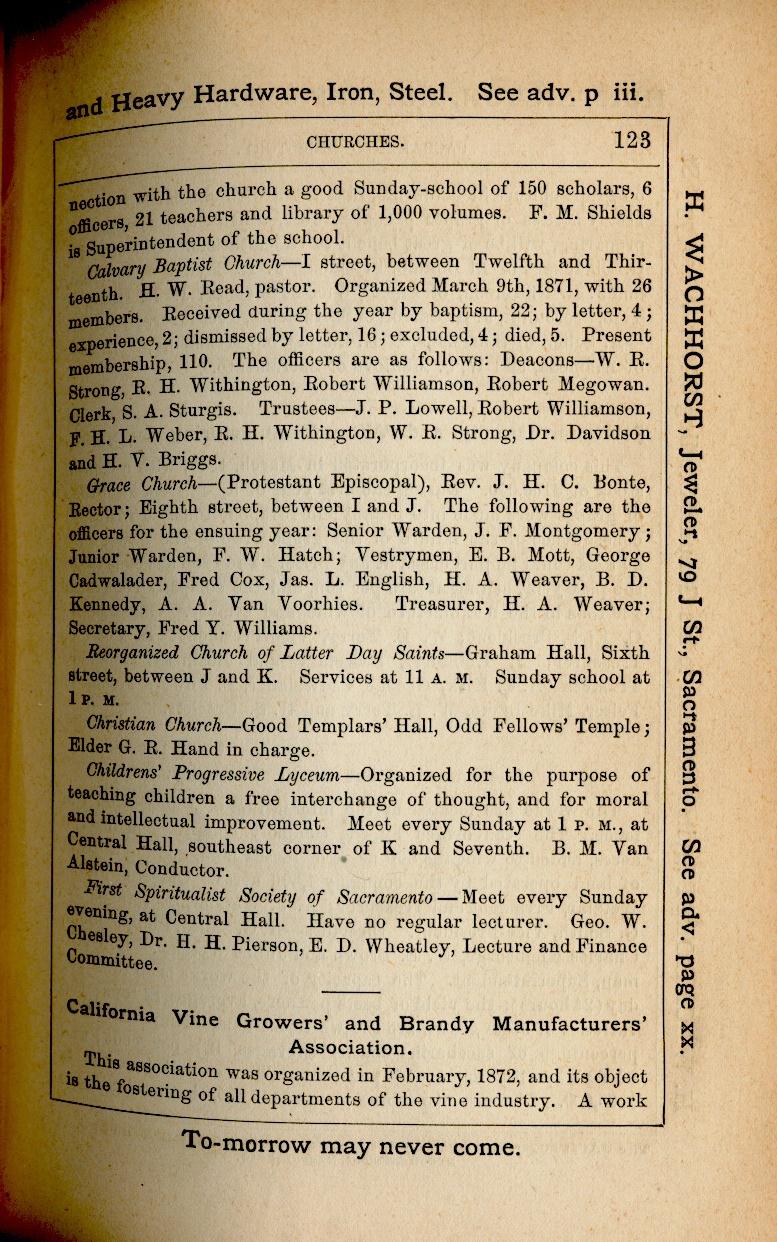 and Heavy Hardware, Iron, Steel. See adv. p iii.
CHURCHES. 123
nection with the church a good Sunday-school of 150 scholars, 6
officers, 21 teachers and library of 1,000 volumes. F. M. Shields
is Superintendent of the school.
Calvary Baptist Church—I street, between Twelfth and Thir-
teenth. H. W. Read, pastor. Organized March 9th, 1871, with 26
members. Received during the year by baptism, 22; by letter, 4;
experience, 2; dismissed by letter, 16; excluded, 4; died, 5. Present
membership, 110. The officers are as follows: Deacons—W. R.
Strong, R. H. Withington, Robert Williamson, Robert Megowan.
Clerk, S. A. Sturgis. Trustees—J. P. Lowell, Robert Williamson,
F. H. L. Weber, R. H. Withington, W. R. Strong, Dr. Davidson
and H. V. Briggs.
Grace Church—(Protestant Episcopal), Rev. J. H. C. Bonte,
Rector; Eighth street, between I and J. The following are the
officers for the ensuing year: Senior Warden, J. F. Montgomery;
Junior Warden, F. W. Hatch; Vestrymen, E. B. Mott, George
Cadwalader, Fred Cox, Jas. L. English, H. A. Weaver, B. D.
Kennedy, A. A. Van Voorhies. Treasurer, H. A. Weaver;
Secretary, Fred Y. Williams.
Reorganized Church of Latter Day Saints—Graham Hall, Sixth
street, between J and K. Services at 11 A. M. Sunday school at
1 P. M.
Christian Church—Good Templars' Hall, Odd Fellows' Temple;
Elder G. R. Hand in charge.
Childrens' Progressive Lyceum—Organized for the purpose of
teaching children a free interchange of thought, and for moral
and intellectual improvement. Meet every Sunday at 1 P. M., at
Central Hall, southeast corner of K and Seventh. B. M. Van
Alstein, Conductor.
First Spiritualist Society of Sacramento—Meet every Sunday
evening, at Central Hall. Have no regular lecturer. Geo. W.
Chesley, Dr. H. H. Pierson, E. D. Wheatley, Lecture and Finance
Committee.
California Vine Growers' and Brandy Manufacturers'
Association.
This association was organized in February, 1872, and its object
is the fostering of all departments of the vine industry. A work
To-morrow may never come.
H. WACHHORST, Jeweler, 79 J St., Sacramento. See adv. page xx.